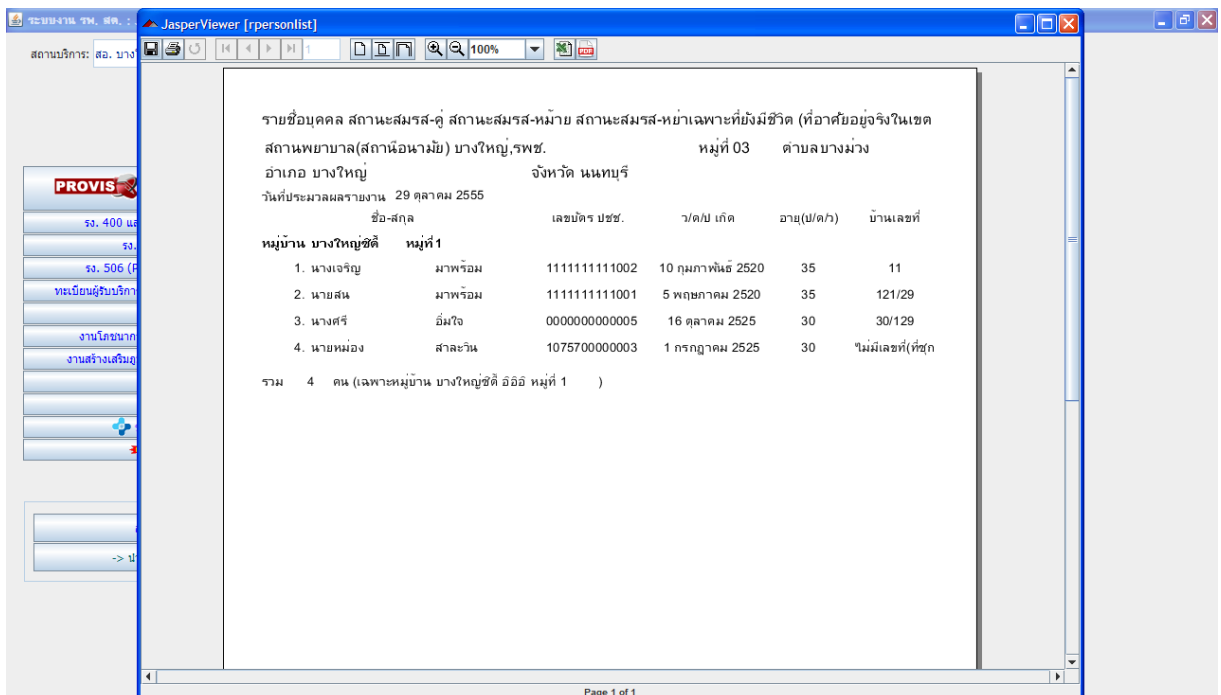 ระบบงาน รพ. สต. :
JasperViewer [rpersonlist]
สถานบริการ: สอ. บางใ
1
100%
รายชื่อบุคคล สถานะสมรส-คู่ สถานะสมรส-หม้าย สถานะสมรส-หย่าเฉพาะที่ยังมีชีวิต (ที่อาศัยอยู่จริงในเขต
สถานพยาบาล(สถานีอนามัย) บางใหญ่,รพช. หมู่ที่ 03 ตำบล บางม่วง
อำเภอ บางใหญ่ จังหวัด นนทบุรี
วันที่ประมวลผลรายงาน 29 ตุลาคม 2555
ชื่อ-สกุล เลขบัตร ปชช. ว/ด/ป เกิด อายุ(ป/ด/ว) บ้านเลขที่
หมู่บ้าน บางใหญ่ซิตี้ หมู่ที่ 1
1. นางเจริญ มาพร้อม 1111111111002 10 กุมภาพันธ์ 2520 35 11
2. นายสน มาพร้อม 1111111111001 5 พฤษภาคม 2520 35 121/29
3. นางศรี อิ่มใจ 0000000000005 16 ตุลาคม 2525 30 30/129
4. นายหม่อง สาละวิน 1075700000003 1 กรกฎาคม 2525 30 ไม่มีเลขที่(ที่ซุก
รวม 4 คน (เฉพาะหมู่บ้าน บางใหญ่ซิตี้ อิอิอิ หมู่ที่ 1 )
PROVIS
รง. 400 แล
รง.
รง. 506 (P
ทะเบียนผู้รับบริกา
งานโภชนาก
งานสร้างเสริมภู
-> ป
Page 1 of 1